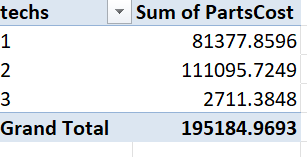 techs Sum of PartsCost
1 81377.8596
2 111095.7249
3 2711.3848
Grand Total 195184.9693